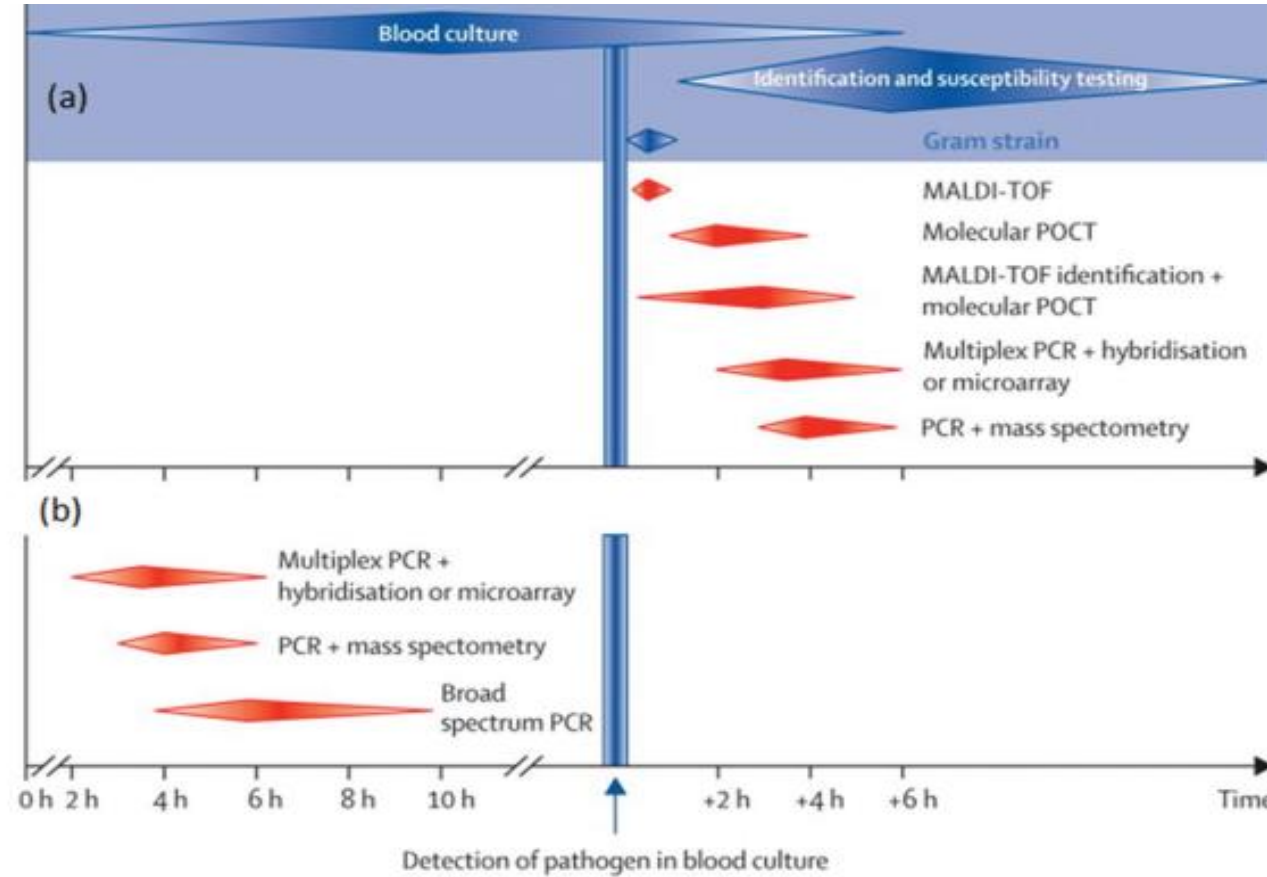 Blood culture
Identification and susceptibility testing
(a)
Gram strain
MALDI-TOF
Molecular POCT
MALDI-TOF identification +
molecular POCT
Multiplex PCR + hybridisation
or microarray
PCR + mass spectrometry
(b)
Multiplex PCR +
hybridisation or microarray
PCR + mass spectometry
Broad
spectrum PCR
0 h 2 h 4 h 6 h 8 h 10 h +2 h +4 h +6 h Time
Detection of pathogen in blood culture